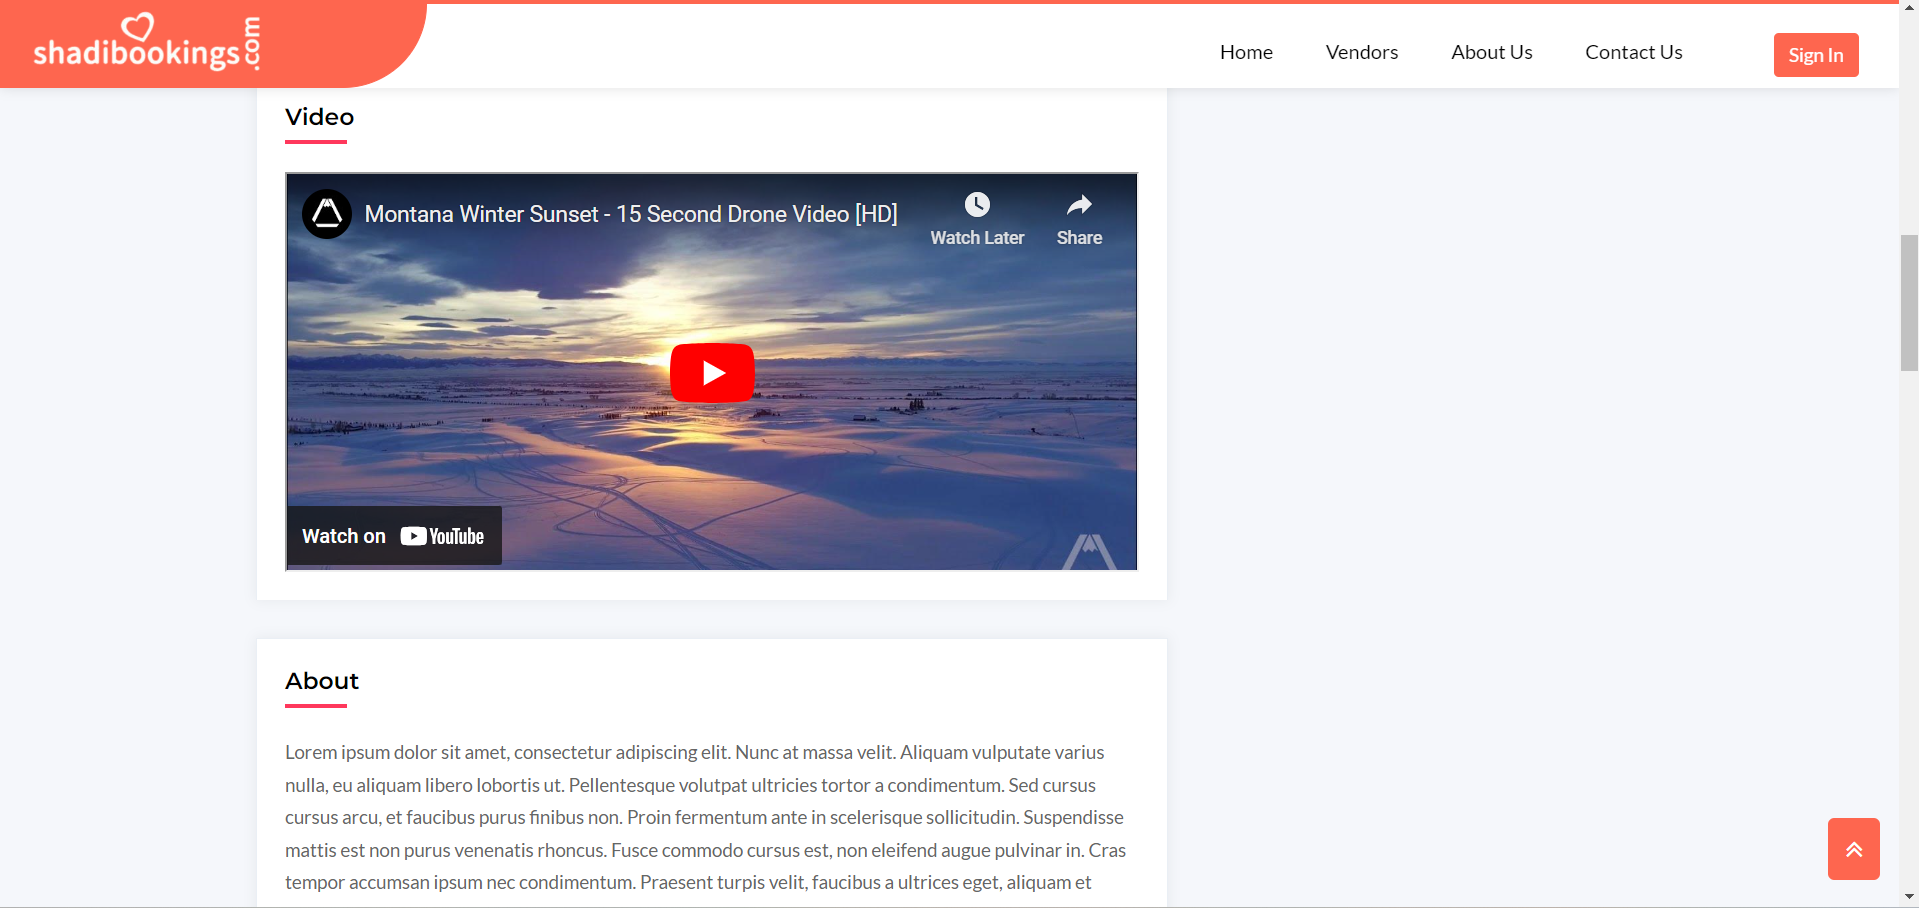 shadibookings.com
Home Vendors About Us Contact Us Sign In
Video
Montana Winter Sunset - 15 Second Drone Video [HD]
Watch Later Share
Watch on YouTube
About
Lorem ipsum dolor sit amet, consectetur adipiscing elit. Nunc at massa velit. Aliquam vulputate varius
nulla, eu aliquam libero lobortis ut. Pellentesque volutpat ultricies tortor a condimentum. Sed cursus
cursus arcu, et faucibus purus finibus non. Proin fermentum ante in scelerisque sollicitudin. Suspendisse
mattis est non purus venenatis rhoncus. Fusce commodo cursus est, non eleifend augue pulvinar in. Cras
tempor accumsan ipsum nec condimentum. Praesent turpis velit, faucibus a ultrices eget, aliquam et